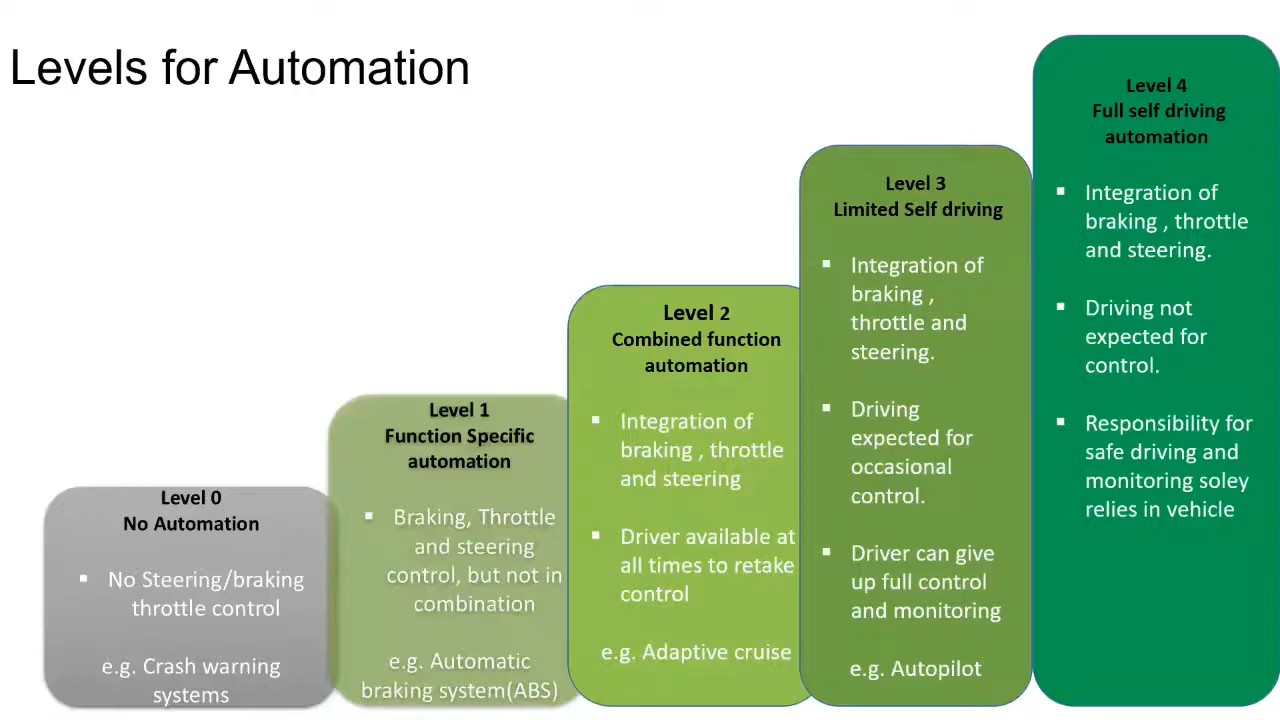 Levels for Automation
Level 0
No Automation
▪ No Steering/braking
throttle control
e.g. Crash warning
systems
Level 1
Function Specific
automation
▪ Braking, Throttle
and steering
control, but not in
combination
e.g. Automatic
braking system(ABS)
Level 2
Combined function
automation
▪ Integration of
braking , throttle
and steering
▪ Driver available at
all times to retake
control
e.g. Adaptive cruise
Level 3
Limited Self driving
▪ Integration of
braking ,
throttle and
steering.
▪ Driving
expected for
occasional
control.
▪ Driver can give
up full control
and monitoring
e.g. Autopilot
Level 4
Full self driving
automation
▪ Integration of
braking , throttle
and steering.
▪ Driving not
expected for
control.
▪ Responsibility for
safe driving and
monitoring soley
relies in vehicle